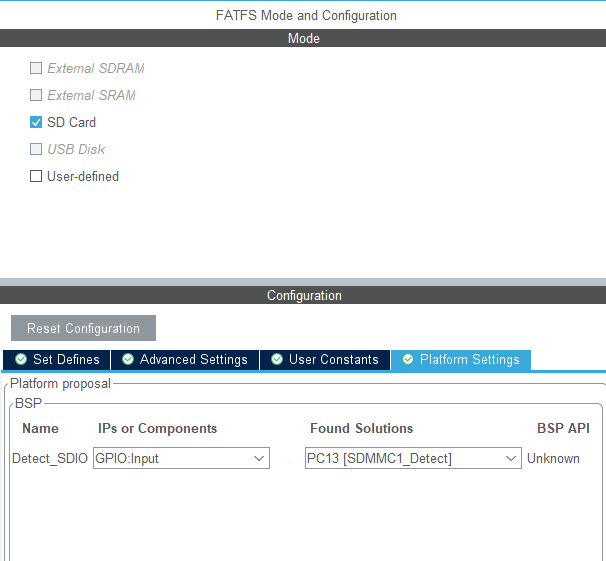 FATFS Mode and Configuration
Mode
External SDRAM
External SRAM
SD Card
USB Disk
User-defined
Configuration
Reset Configuration
Set Defines Advanced Settings User Constants Platform Settings
Platform proposal
BSP
Name IPs or Components Found Solutions BSP API
Detect_SDIO GPIO:Input PC13 [SDMMC1_Detect] Unknown